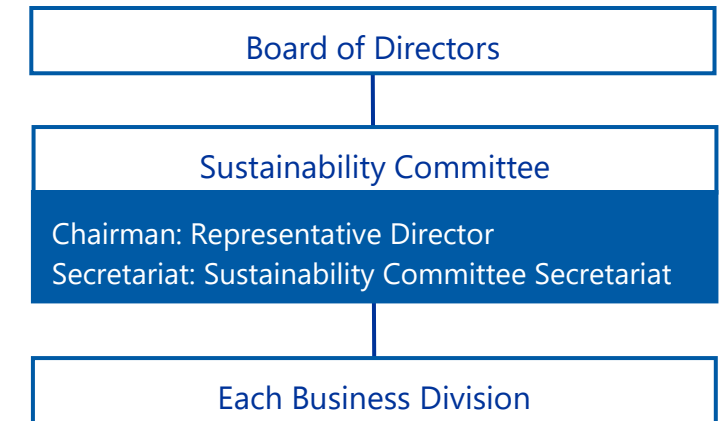 Board of Directors
Sustainability Committee
Chairman: Representative Director
Secretariat: Sustainability Committee Secretariat
Each Business Division